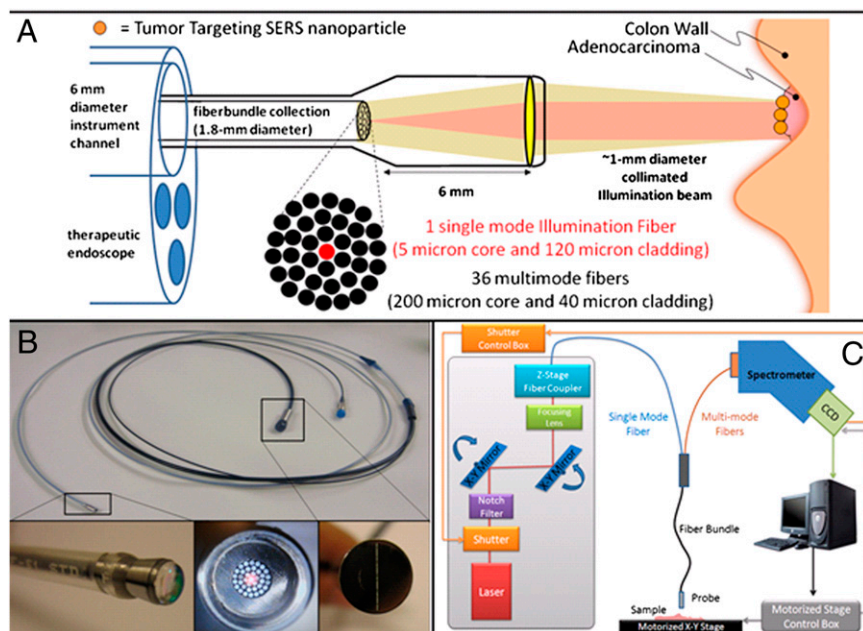 A
= Tumor Targeting SERS nanoparticle
Colon Wall
Adenocarcinoma
6 mm
diameter
instrument
channel
fiberbundle collection
(1.8-mm diameter)
6 mm
~1-mm diameter
collimated
Illumination beam
therapeutic
endoscope
1 single mode Illumination Fiber
(5 micron core and 120 micron cladding)
36 multimode fibers
(200 micron core and 40 micron cladding)
B
C
Shutter
Control Box
Z-Stage
Fiber Coupler
Focusing
Lens
X-Y Mirror
X-Y Mirror
Notch
Filter
Shutter
Laser
Single Mode
Fiber
Multi-mode
Fibers
Spectrometer
CCD
Fiber Bundle
Probe
Sample
Motorized X-Y Stage
Motorized Stage
Control Box